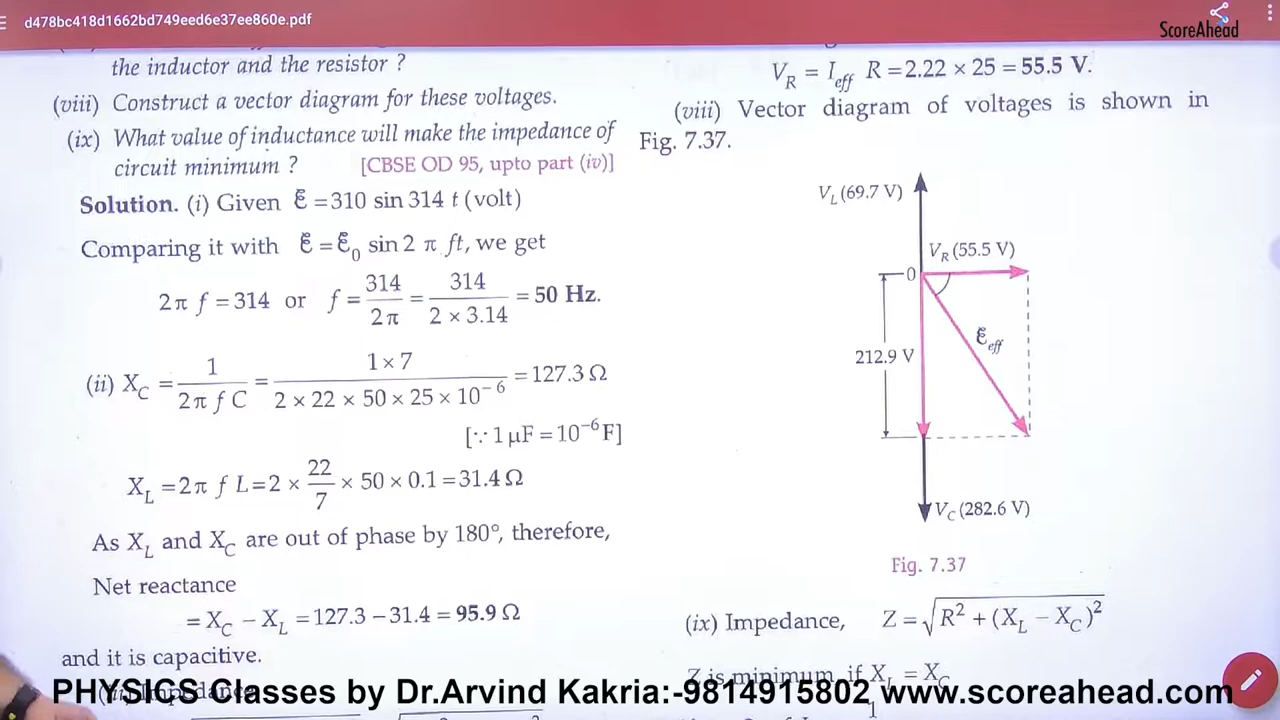 d478bc418d1662bd749eed6e37ee860e.pdf
ScoreAhead
the inductor and the resistor ?
(viii) Construct a vector diagram for these voltages.
(ix) What value of inductance will make the impedance of
circuit minimum ? [CBSE OD 95, upto part (iv)]
Solution. (i) Given ℰ = 310 sin 314 t (volt)
Comparing it with ℰ = ℰ₀ sin 2 π ft, we get
2π f = 314 or f = 314 / 2π = 314 / 2 × 3.14 = 50 Hz.
(ii) X_C = 1 / 2π f C = 1 × 7 / 2 × 22 × 50 × 25 × 10⁻⁶ = 127.3 Ω
[∵ 1 μF = 10⁻⁶ F]
X_L = 2π f L = 2 × 22/7 × 50 × 0.1 = 31.4 Ω
As X_L and X_C are out of phase by 180°, therefore,
Net reactance
= X_C − X_L = 127.3 − 31.4 = 95.9 Ω
and it is capacitive.
V_R = I_eff R = 2.22 × 25 = 55.5 V.
(viii) Vector diagram of voltages is shown in
Fig. 7.37.
V_L (69.7 V)
V_R (55.5 V)
0
ℰ_eff
212.9 V
V_C (282.6 V)
Fig. 7.37
(ix) Impedance, Z = √R² + (X_L − X_C)²
Z is minimum, if X_L = X_C
PHYSICS Classes by Dr.Arvind Kakria:-9814915802 www.scoreahead.com